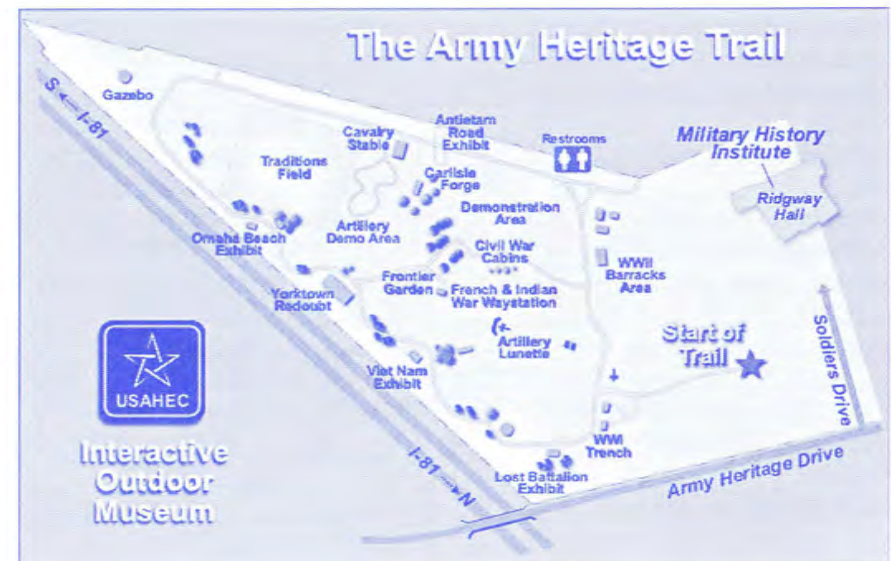 The Army Heritage Trail
Gazebo
S ← I-81
Cavalry
Stable
Antietam
Road
Exhibit
Restrooms
Military History
Institute
Ridgway
Hall
Traditions
Field
Carlisle
Forge
Demonstration
Area
Artillery
Demo Area
Omaha Beach
Exhibit
Civil War
Cabins
WWII
Barracks
Area
Frontier
Garden
French & Indian
War Waystation
Yorktown
Redoubt
Artillery
Lunette
Start of
Trail
Soldiers Drive
Viet Nam
Exhibit
USAHEC
Interactive
Outdoor
Museum
I-81 → N
WWI
Trench
Lost Battalion
Exhibit
Army Heritage Drive